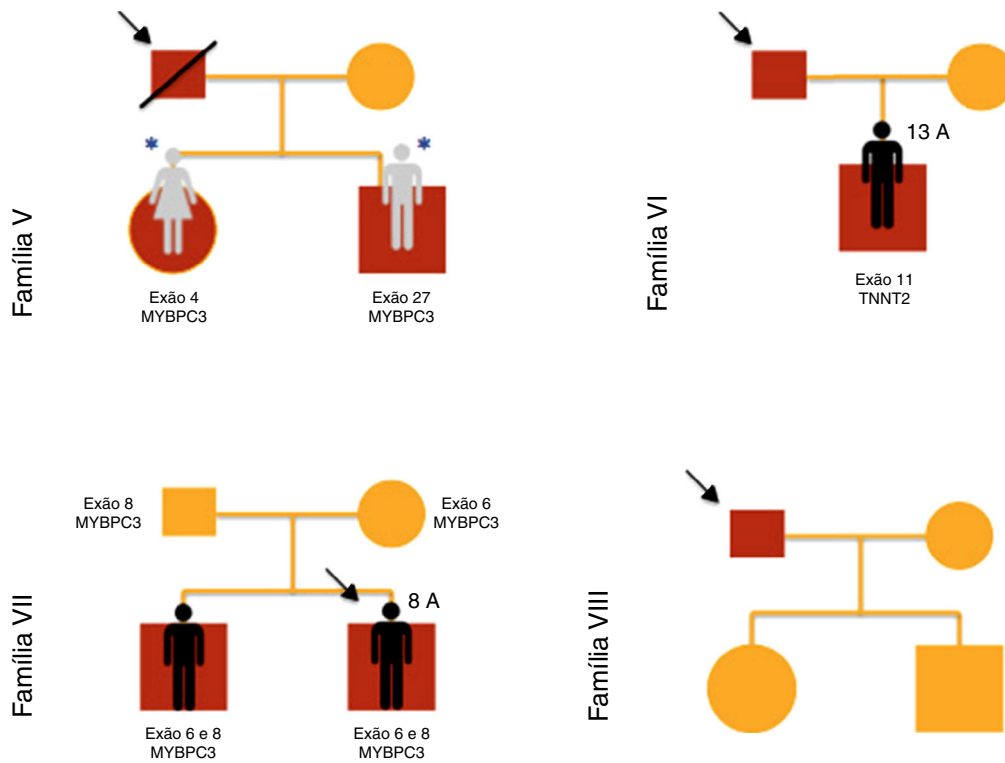 Família V
*
*
Exão 4
MYBPC3
Exão 27
MYBPC3
Família VI
13 A
Exão 11
TNNT2
Família VII
Exão 8
MYBPC3
Exão 6
MYBPC3
8 A
Exão 6 e 8
MYBPC3
Exão 6 e 8
MYBPC3
Família VIII